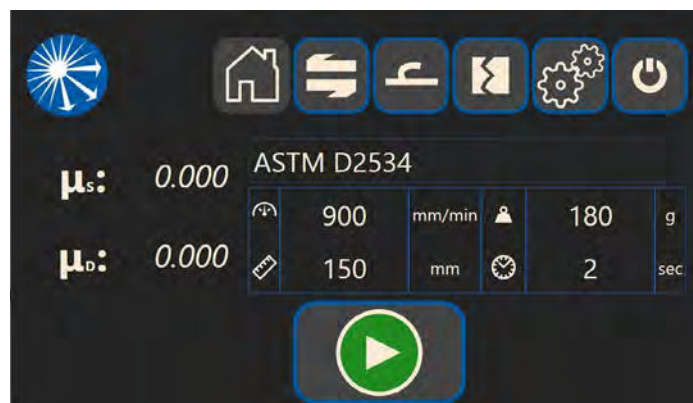 ASTM D2534
μs: 0.000
900 mm/min 180 g
μD: 0.000
150 mm 2 sec